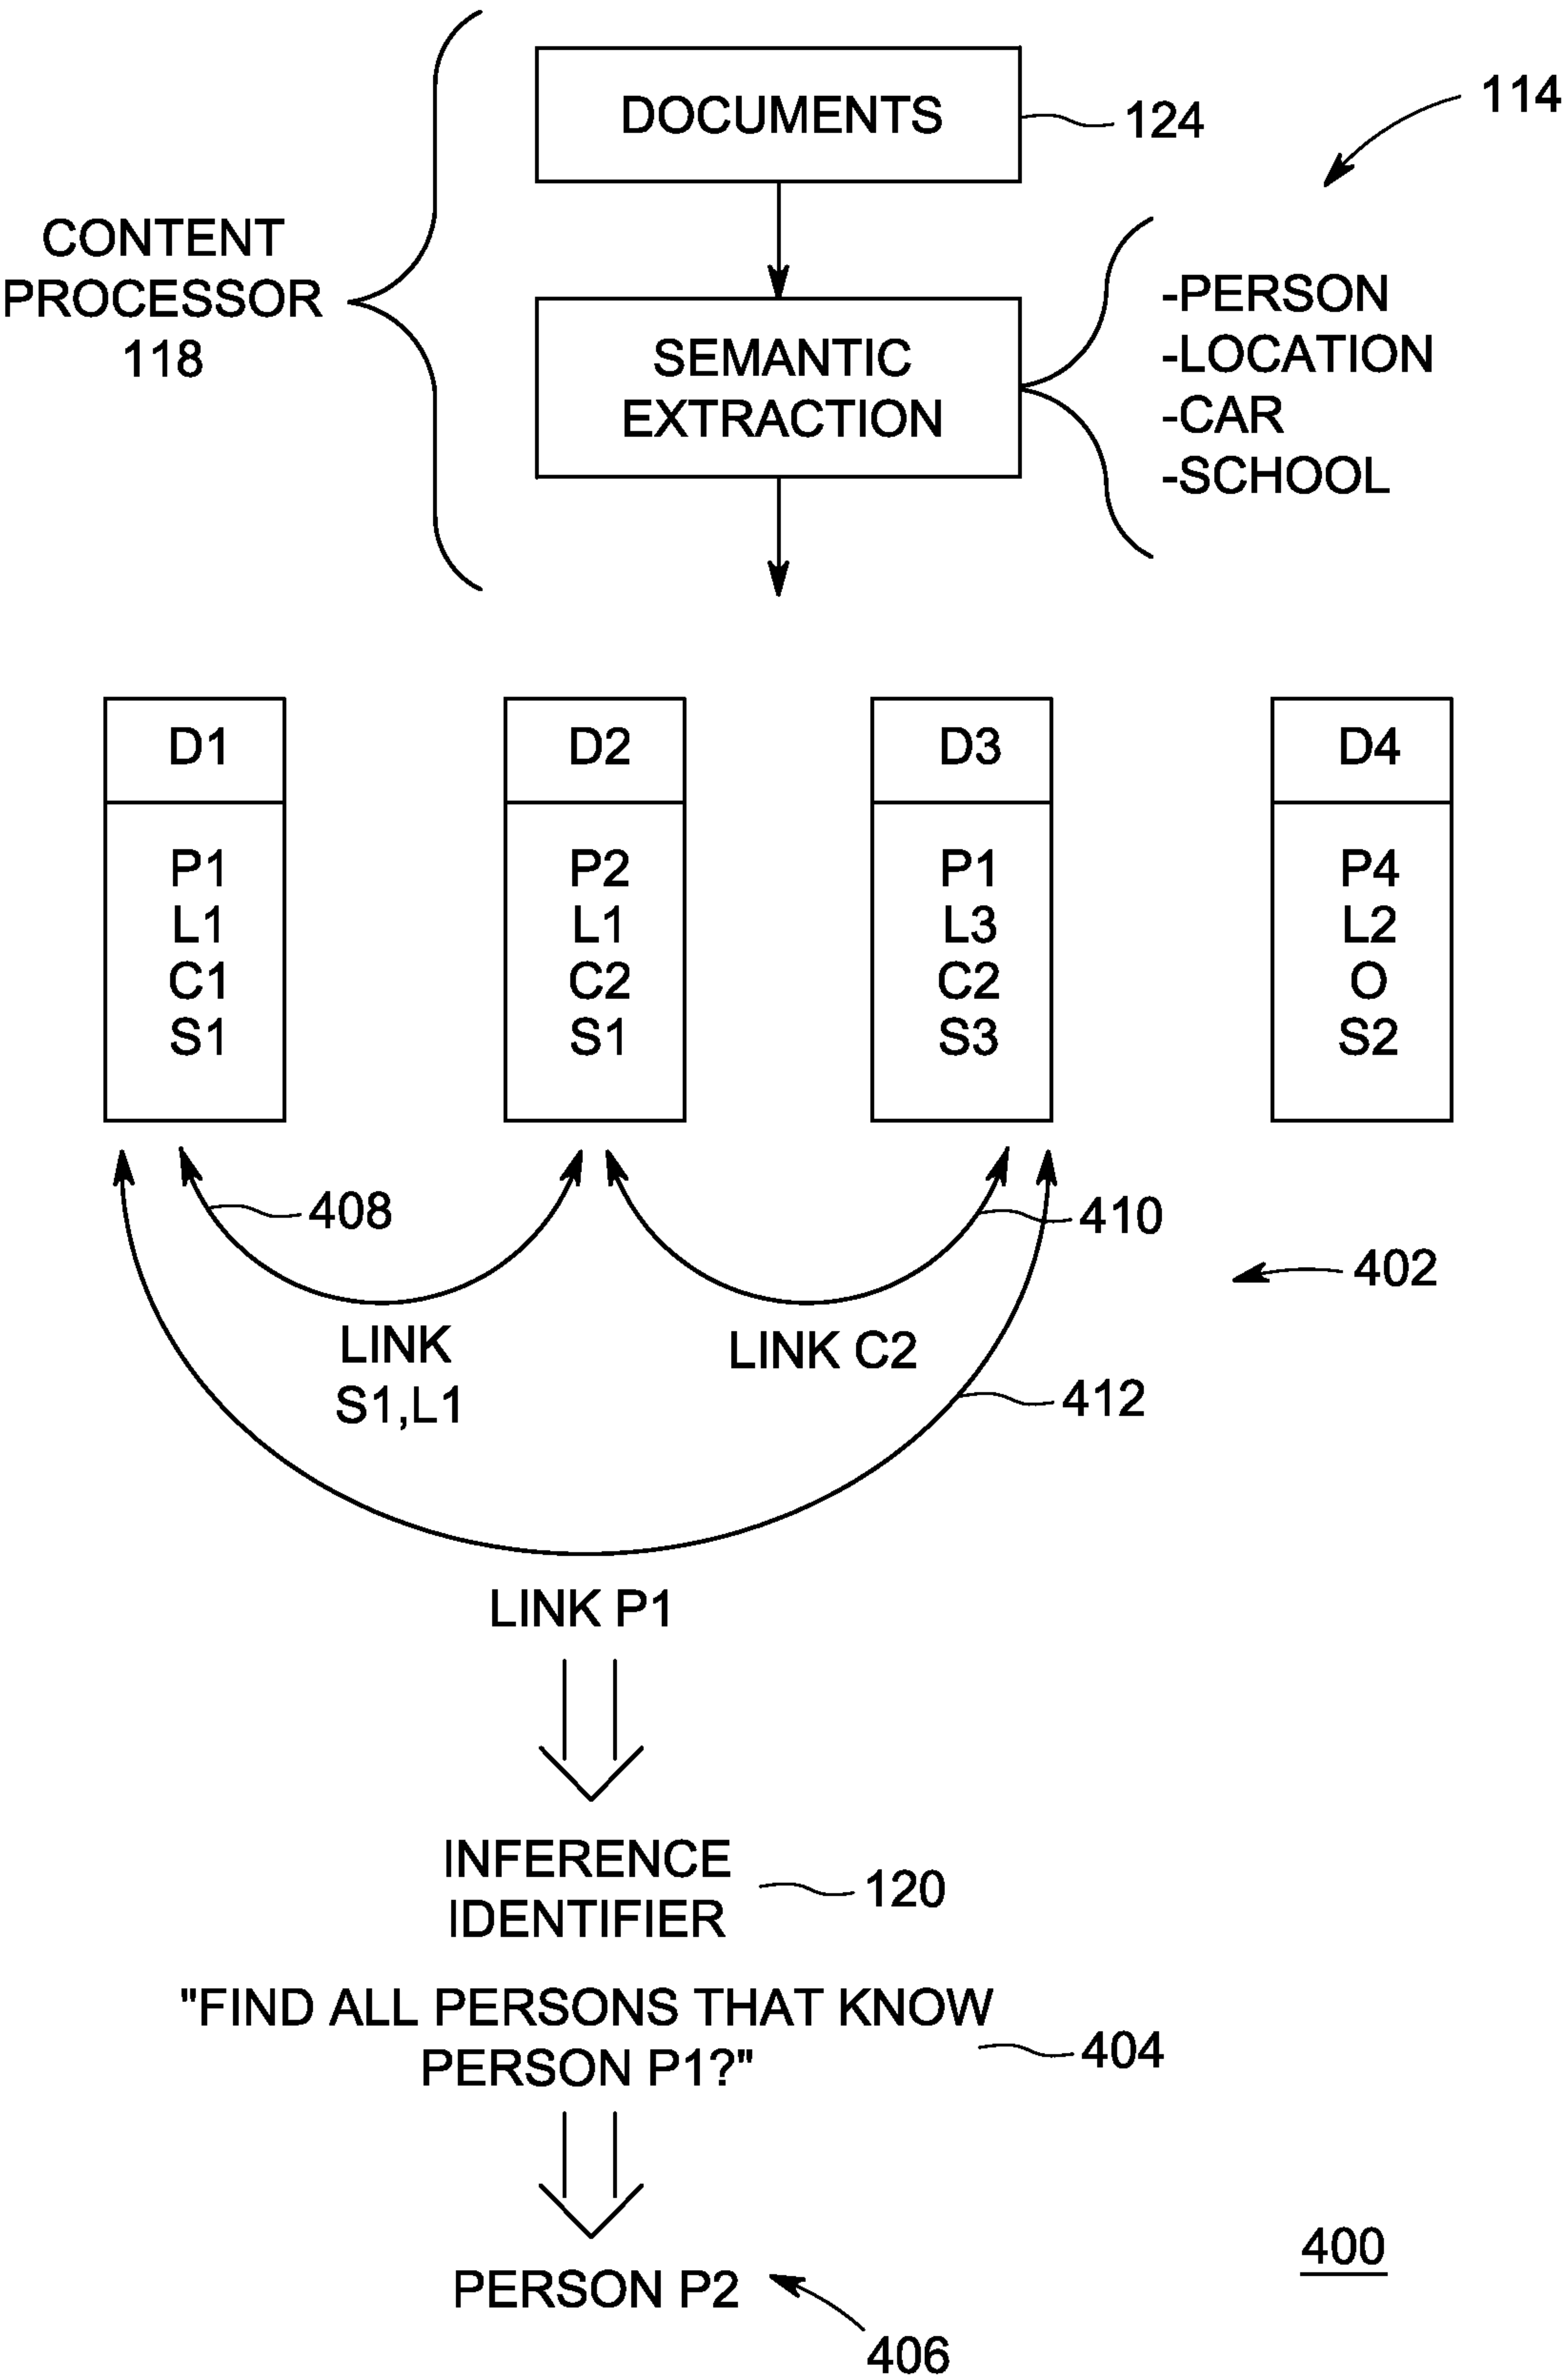 DOCUMENTS
124
114
CONTENT
PROCESSOR
118
SEMANTIC
EXTRACTION
-PERSON
-LOCATION
-CAR
-SCHOOL
D1
P1
L1
C1
S1
D2
P2
L1
C2
S1
D3
P1
L3
C2
S3
D4
P4
L2
O
S2
408
410
402
LINK
S1,L1
LINK C2
412
LINK P1
INFERENCE
IDENTIFIER
120
"FIND ALL PERSONS THAT KNOW
PERSON P1?"
404
PERSON P2
406
400